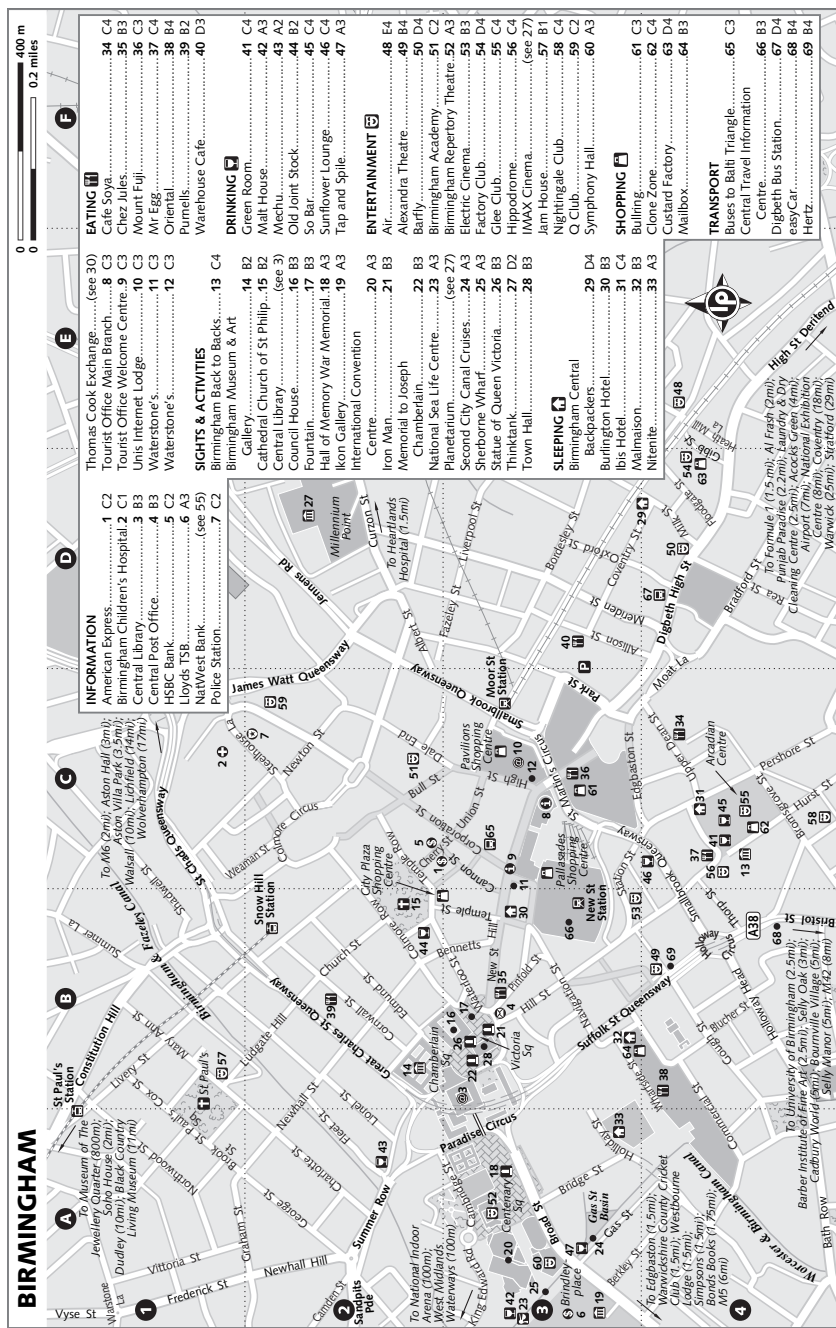 BIRMINGHAM
0 400 m
0 0.2 miles
A
B
C
D
E
F
1
2
3
4
INFORMATION
American Express 1 C2
Birmingham Children's Hospital 2 C1
Central Library 3 B3
Central Post Office 4 B3
HSBC Bank 5 C2
Lloyds TSB 6 A3
NatWest Bank (see 55)
Police Station 7 C2
Thomas Cook Exchange (see 30)
Tourist Office Main Branch 8 C3
Tourist Office Welcome Centre 9 C3
Unis Internet Lodge 10 C3
Waterstone's 11 C3
Waterstone's 12 C3
SIGHTS & ACTIVITIES
Birmingham Back to Backs 13 C4
Birmingham Museum & Art
Gallery 14 B2
Cathedral Church of St Philip 15 B2
Central Library (see 3)
Council House 16 B3
Fountain 17 B3
Hall of Memory War Memorial 18 A3
Ikon Gallery 19 A3
International Convention
Centre 20 A3
Iron Man 21 B3
Memorial to Joseph
Chamberlain 22 B3
National Sea Life Centre 23 A3
Planetarium (see 27)
Second City Canal Cruises 24 A3
Sherborne Wharf 25 A3
Statue of Queen Victoria 26 B3
Thinktank 27 D2
Town Hall 28 B3
SLEEPING
Birmingham Central
Backpackers 29 D4
Burlington Hotel 30 B3
Ibis Hotel 31 C4
Malmaison 32 B3
Nitenite 33 A3
EATING
Cafe Soya 34 C4
Chez Jules 35 B3
Mount Fuji 36 C3
Mr Egg 37 C4
Oriental 38 B4
Purnells 39 B2
Warehouse Cafe 40 D3
DRINKING
Green Room 41 C4
Malt House 42 A3
Mechu 43 A2
Old Joint Stock 44 B2
So Bar 45 C4
Sunflower Lounge 46 C4
Tap and Spile 47 A3
ENTERTAINMENT
Air 48 E4
Alexandra Theatre 49 B4
Barfly 50 D4
Birmingham Academy 51 C2
Birmingham Repertory Theatre 52 A3
Electric Cinema 53 B3
Factory Club 54 D4
Glee Club 55 C4
Hippodrome 56 C4
IMAX Cinema (see 27)
Jam House 57 B1
Nightingale Club 58 C4
Q Club 59 C2
Symphony Hall 60 A3
SHOPPING
Bullring 61 C3
Clone Zone 62 C4
Custard Factory 63 D4
Mailbox 64 B3
TRANSPORT
Buses to Balti Triangle 65 C3
Central Travel Information
Centre 66 B3
Digbeth Bus Station 67 D4
easyCar 68 B4
Hertz 69 B4
To Museum of The
Jewellery Quarter (800m);
Soho House (2mi);
Dudley (10mi); Black Country
Living Museum (11mi)
To M6 (2mi); Aston Hall (3mi);
Aston Villa Park (3.5mi);
Walsall (10mi); Lichfield (14mi);
Wolverhampton (17mi)
To Heartlands
Hospital (1.5mi)
To National Indoor
Arena (100m);
West Midlands
Waterways (100m)
To Edgbaston (1.5mi);
Warwickshire County Cricket
Club (1.5mi); Westbourne
Lodge (1.5mi);
Simpsons (1.5mi);
Bonds Books (1.75mi);
M5 (6mi)
To University of Birmingham (2.5mi);
Barber Institute of Fine Art (2.5mi); Selly Oak (3mi);
Cadbury World (5mi); Bournville Village (5mi);
Selly Manor (5mi); M42 (8mi)
To Formule 1 (1.5 mi); Al Frash (2mi);
Punjab Paradise (2.2mi); Laundry & Dry
Cleaning Centre (2.5mi); Acocks Green (4mi);
Airport (7mi); National Exhibition
Centre (8mi); Coventry (18mi);
Warwick (25mi); Stratford (29mi)
Vyse St
Warstone
La
Vittoria St
Frederick St
Graham St
Newhall Hill
Camden St
Sandpits
Pde
Summer Row
George St
Charlotte St
Fleet St
Lionel St
Newhall St
Northwood St
Brook St
St Paul's
Sq
Cox St
Mary Ann St
Livery St
St Paul's
Ludgate Hill
St Paul's
Station
Constitution Hill
Birmingham & Fazeley Canal
Summer La
Shadwell St
St Chads Queensway
Snow Hill
Station
Great Charles St Queensway
Cornwall St
Edmund St
Church St
Colmore Row
Weaman St
Colmore Circus
Steelhouse La
Newton St
James Watt Queensway
Jennens Rd
Millennium
Point
Curzon St
Albert St
Fazeley St
Liverpool St
Bordesley St
Dale End
Bull St
Union St
Corporation St
Cherry St
Cannon St
Temple Row
City Plaza
Shopping
Centre
Temple St
Bennetts
Hill
Waterloo St
New St
Pinfold St
Hill St
Victoria
Sq
Chamberlain
Sq
Paradise Circus
Cambridge St
Centenary
Sq
King Edwards Rd
Broad St
Brindley-
place
Gas St
Basin
Gas St
Berkley St
Bridge St
Holliday St
Worcester & Birmingham Canal
Bath Row
Commercial St
Wharfside St
Suffolk St Queensway
Navigation St
Gough St
Blucher St
Holloway Head
Holloway
Circus
A38
Bristol St
Thorp St
Smallbrook Queensway
Station St
New St
Station
Pallasades
Shopping
Centre
High St
Pavilions
Shopping
Centre
Moor St
Station
Smallbrook Queensway
St Martins Circus
Edgbaston St
Park St
P
Moat La
Upper Dean St
Arcadian
Centre
Pershore St
Hurst St
Bromsgrove St
Allison St
Meriden St
Oxford St
Coventry St
Mill St
Digbeth High St
Bradford St
Rea St
Floodgate St
Gibb St
Heath Mill
La
High St Deritend
lp